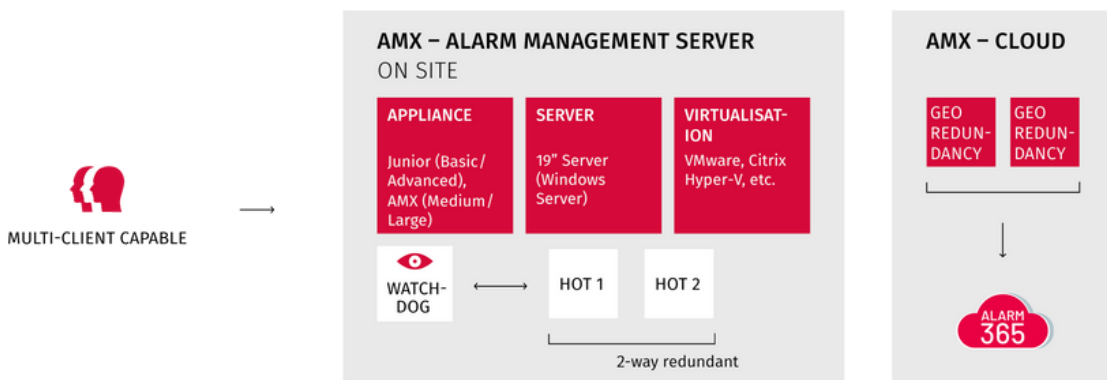 MULTI-CLIENT CAPABLE
AMX – ALARM MANAGEMENT SERVER
ON SITE
APPLIANCE
Junior (Basic/
Advanced),
AMX (Medium/
Large)
SERVER
19” Server
(Windows
Server)
VIRTUALISAT-
ION
VMware, Citrix
Hyper-V, etc.
WATCH-
DOG
HOT 1
HOT 2
2-way redundant
AMX – CLOUD
GEO
REDUN-
DANCY
GEO
REDUN-
DANCY
ALARM
365